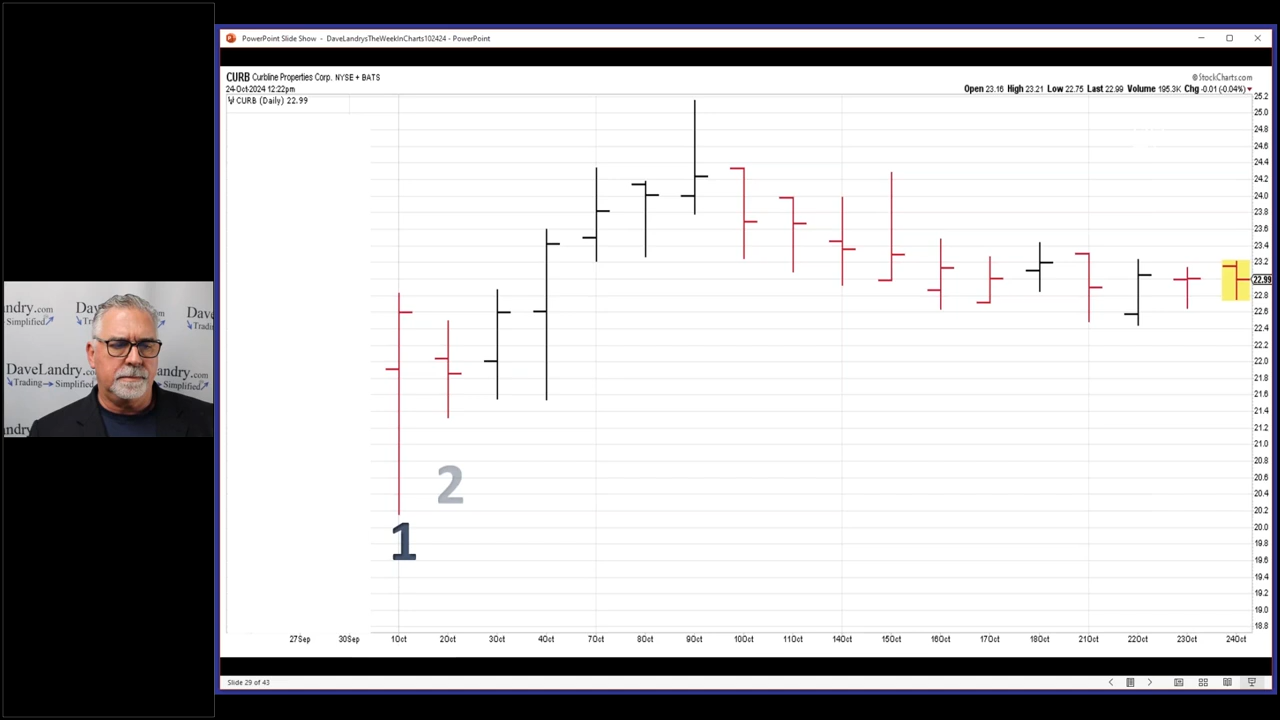 PowerPoint Slide Show - DaveLandrysTheWeekInCharts102424 - PowerPoint
CURB Curbline Properties Corp. NYSE + BATS
© StockCharts.com
24-Oct-2024 12:22pm
Open 23.16 High 23.21 Low 22.75 Last 22.99 Volume 195.3K Chg -0.01 (-0.04%)
CURB (Daily) 22.99
25.2
25.0
24.8
24.6
24.4
24.2
24.0
23.8
23.6
23.4
23.2
22.99
22.8
22.6
22.4
22.2
22.0
21.8
21.6
21.4
21.2
21.0
20.8
20.6
20.4
20.2
20.0
19.8
19.6
19.4
19.2
19.0
18.8
2
1
27Sep 30Sep 1Oct 2Oct 3Oct 4Oct 7Oct 8Oct 9Oct 10Oct 11Oct 14Oct 15Oct 16Oct 17Oct 18Oct 21Oct 22Oct 23Oct 24Oct
ndry.com
Simplified
DaveLandry.com
Trading Simplified
Slide 29 of 43